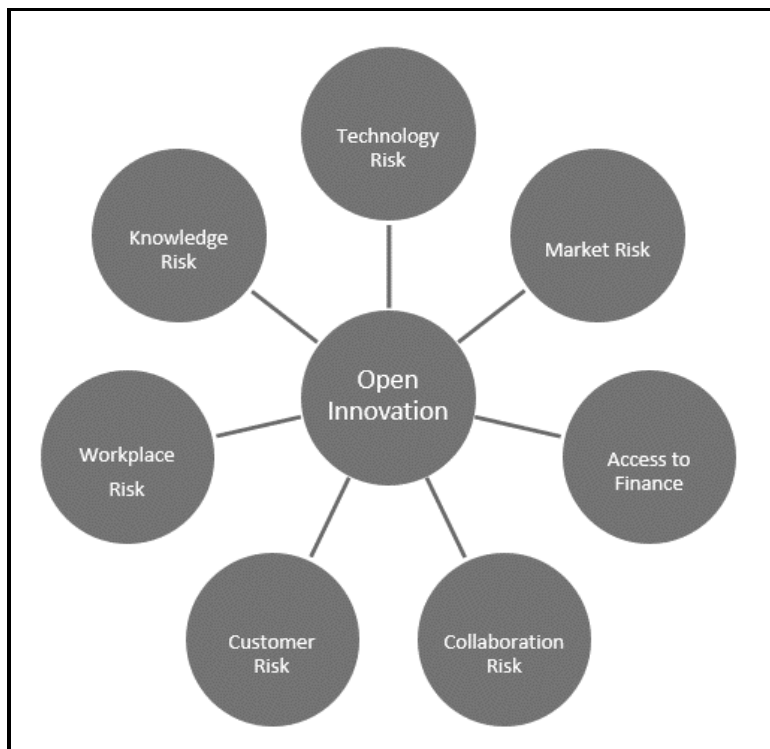 Technology
Risk
Knowledge
Risk
Market Risk
Open
Innovation
Workplace
Risk
Access to
Finance
Customer
Risk
Collaboration
Risk